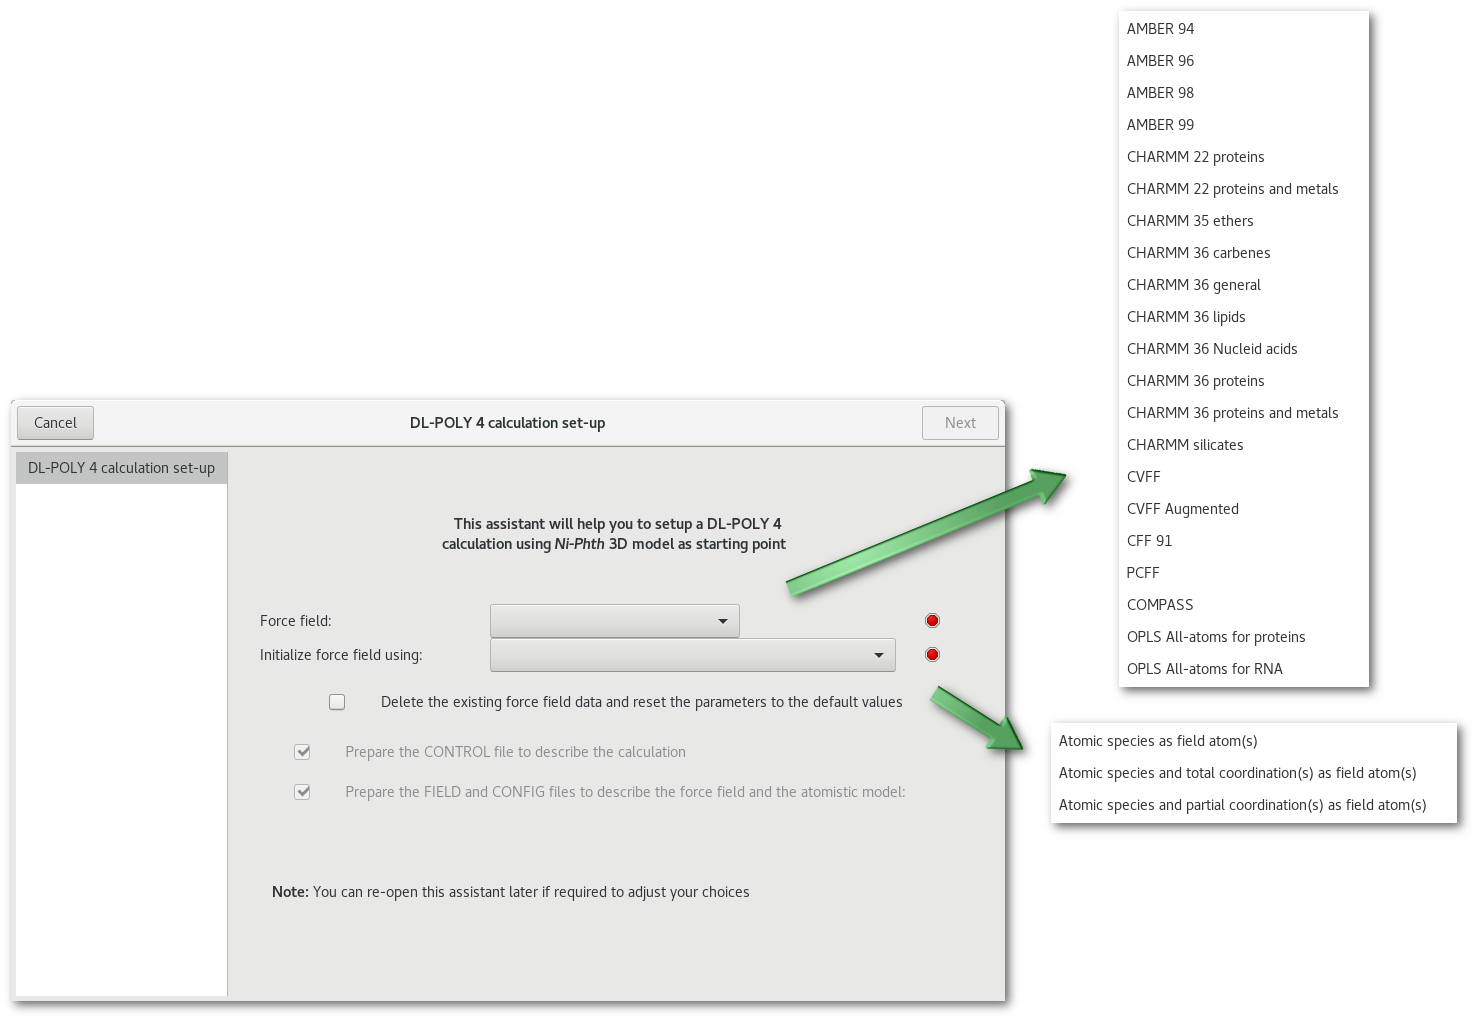 AMBER 94
AMBER 96
AMBER 98
AMBER 99
CHARMM 22 proteins
CHARMM 22 proteins and metals
CHARMM 35 ethers
CHARMM 36 carbenes
CHARMM 36 general
CHARMM 36 lipids
CHARMM 36 Nucleid acids
CHARMM 36 proteins
CHARMM 36 proteins and metals
CHARMM silicates
CVFF
CVFF Augmented
CFF 91
PCFF
COMPASS
OPLS All-atoms for proteins
OPLS All-atoms for RNA
Cancel
DL-POLY 4 calculation set-up
Next
DL-POLY 4 calculation set-up
This assistant will help you to setup a DL-POLY 4
calculation using Ni-Phth 3D model as starting point
Force field:
Initialize force field using:
Delete the existing force field data and reset the parameters to the default values
Prepare the CONTROL file to describe the calculation
Prepare the FIELD and CONFIG files to describe the force field and the atomistic model:
Note: You can re-open this assistant later if required to adjust your choices
Atomic species as field atom(s)
Atomic species and total coordination(s) as field atom(s)
Atomic species and partial coordination(s) as field atom(s)